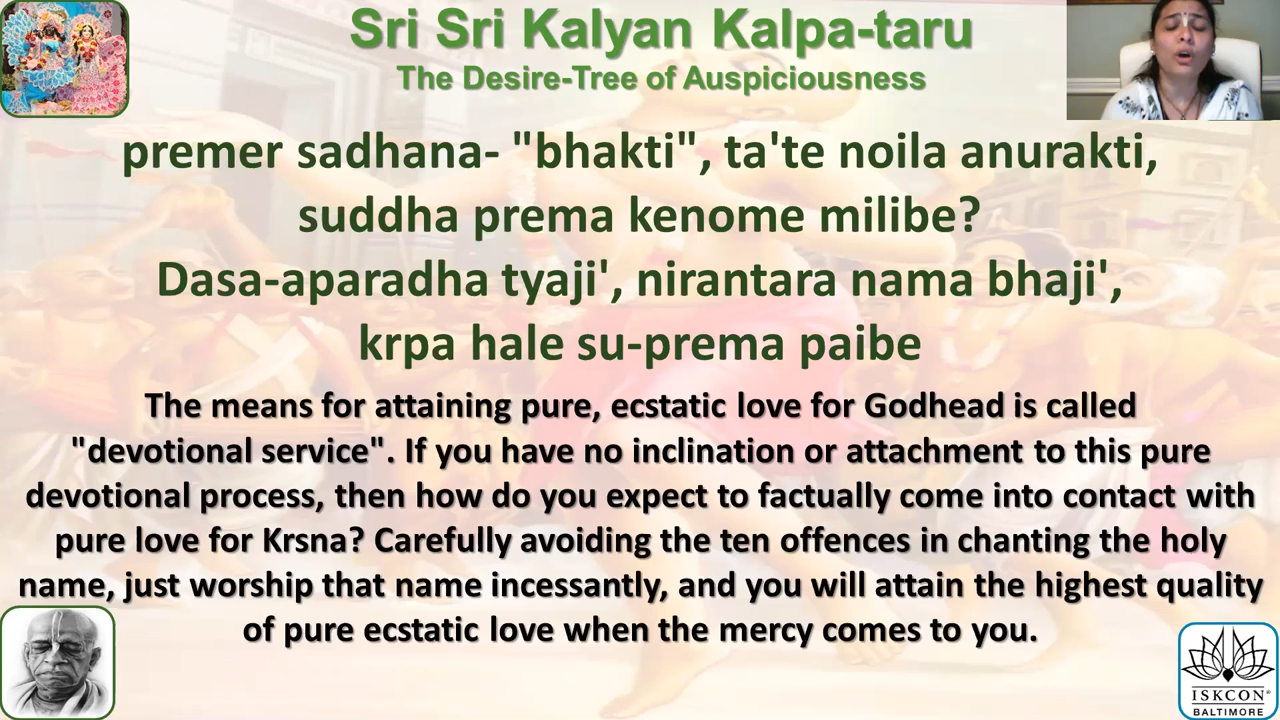 Sri Sri Kalyan Kalpa-taru
The Desire-Tree of Auspiciousness
premer sadhana- "bhakti", ta'te noila anurakti,
suddha prema kenome milibe?
Dasa-aparadha tyaji', nirantara nama bhaji',
krpa hale su-prema paibe
The means for attaining pure, ecstatic love for Godhead is called
"devotional service". If you have no inclination or attachment to this pure
devotional process, then how do you expect to factually come into contact with
pure love for Krsna? Carefully avoiding the ten offences in chanting the holy
name, just worship that name incessantly, and you will attain the highest quality
of pure ecstatic love when the mercy comes to you.
ISKCON®
BALTIMORE